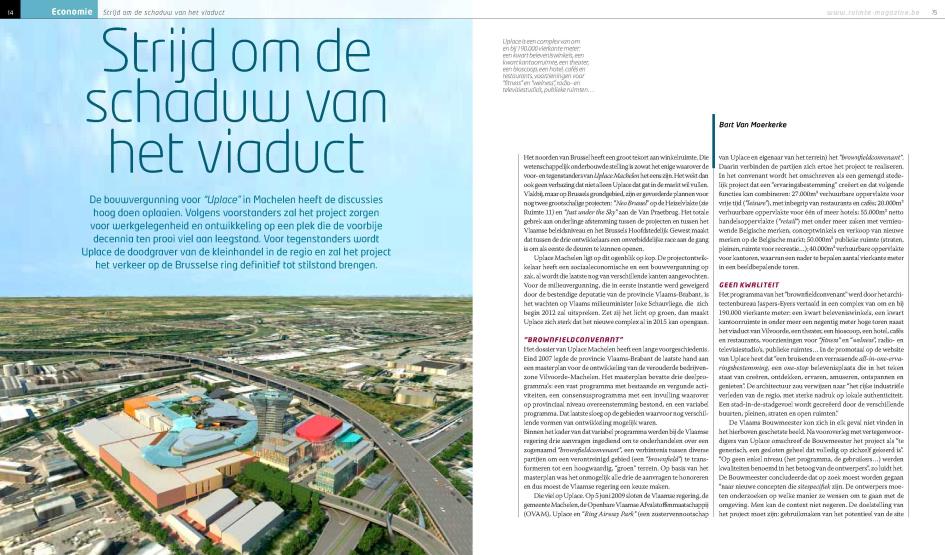 14
Economie
Strijd om de schaduw van het viaduct
www.ruimte-magazine.be
75
Strijd om de
schaduw van
het viaduct
De bouwvergunning voor “Uplace” in Machelen heeft de discussies
hoog doen oplaaien. Volgens voorstanders zal het project zorgen
voor werkgelegenheid en ontwikkeling op een plek die de voorbije
decennia ten prooi viel aan leegstand. Voor tegenstanders wordt
Uplace de doodgraver van de kleinhandel in de regio en zal het project
het verkeer op de Brusselse ring definitief tot stilstand brengen.
Uplace is een complex van om
en bij 190.000 vierkante meter:
een kwart beleveniswinkels, een
kwart kantoorruimte, een theater,
een bioscoop, een hotel, cafés en
restaurants, voorzieningen voor
“fitness” en “welness”, radio- en
televisiestudio's, publieke ruimten…
Bart Van Moerkerke
Het noorden van Brussel heeft een groot tekort aan winkelruimte. Die
wetenschappelijk onderbouwde stelling is zowat het enige waarover de
voor- en tegenstanders van Uplace Machelen het eens zijn. Het wekt dan
ook geen verbazing dat niet alleen Uplace dat gat in de markt wil vullen.
Vlakbij, maar op Brussels grondgebied, zijn er gevorderde plannen voor
nog twee grootschalige projecten: “Neo Brussel” op de Heizelvlakte (zie
Ruimte 11) en “Just under the Sky” aan de Van Praetbrug. Het totale
gebrek aan onderlinge afstemming tussen de projecten en tussen het
Vlaamse beleidsniveau en het Brussels Hoofdstedelijk Gewest maakt
dat tussen de drie ontwikkelaars een onverbiddelijke race aan de gang
is om als eerste de deuren te kunnen openen.
Uplace Machelen ligt op dit ogenblik op kop. De projectontwik-
kelaar heeft een sociaaleconomische en een bouwvergunning op
zak, al wordt die laatste nog van verschillende kanten aangevochten.
Voor de milieuvergunning, die in eerste instantie werd geweigerd
door de bestendige deputatie van de provincie Vlaams-Brabant, is
het wachten op Vlaams milieuminister Joke Schauvliege, die zich
begin 2012 zal uitspreken. Zet zij het licht op groen, dan maakt
Uplace zich sterk dat het nieuwe complex al in 2015 kan opengaan.
“BROWNFIELDCONVENANT”
Het dossier van Uplace Machelen heeft een lange voorgeschiedenis.
Eind 2007 legde de provincie Vlaams-Brabant de laatste hand aan
een masterplan voor de ontwikkeling van de verouderde bedrijven-
zone Vilvoorde-Machelen. Het masterplan bevatte drie deelpro-
gramma's: een vast programma met bestaande en vergunde acti-
viteiten, een consensusprogramma met een invulling waarover
op provinciaal niveau overeenstemming bestond, en een variabel
programma. Dat laatste sloeg op de gebieden waarvoor nog verschil-
lende vormen van ontwikkeling mogelijk waren.
Binnen het kader van dat variabel programma werden bij de Vlaamse
regering drie aanvragen ingediend om te onderhandelen over een
zogenaamd “brownfieldconvenant”, een verbintenis tussen diverse
partijen om een verontreinigd gebied (een “brownfield”) te trans-
formeren tot een hoogwaardig, “groen” terrein. Op basis van het
masterplan was het onmogelijk alle drie de aanvragen te honoreren
en dus moest de Vlaamse regering een keuze maken.
Die viel op Uplace. Op 5 juni 2009 sloten de Vlaamse regering, de
gemeente Machelen, de Openbare Vlaamse Afvalstoffenmaatschappij
(OVAM), Uplace en “Ring Airway Park” (een zustervennootschap
van Uplace en eigenaar van het terrein) het “brownfieldconvenant”.
Daarin verbinden de partijen zich ertoe het project te realiseren.
In het convenant wordt het omschreven als een gemengd stede-
lijk project dat een “ervaringsbestemming” creëert en dat volgende
functies kan combineren: 27.000m² verhuurbare oppervlakte voor
vrije tijd (“leisure”), met inbegrip van restaurants en cafés; 20.000m²
verhuurbare oppervlakte voor één of meer hotels; 55.000m² netto
handelsoppervlakte (“retail”) met onder meer zaken met vernieu-
wende Belgische merken, conceptwinkels en verkoop van nieuwe
merken op de Belgische markt; 50.000m² publieke ruimte (straten,
pleinen, ruimte voor recreatie…); 40.000m² verhuurbare oppervlakte
voor kantoren, waarvan een nader te bepalen aantal vierkante meter
in een beeldbepalende toren.
GEEN KWALITEIT
Het programma van het “brownfieldconvenant” werd door het archi-
tectenbureau Jaspers-Eyers vertaald in een complex van om en bij
190.000 vierkante meter: een kwart beleveniswinkels, een kwart
kantoorruimte in onder meer een negentig meter hoge toren naast
het viaduct van Vilvoorde, een theater, een bioscoop, een hotel, cafés
en restaurants, voorzieningen voor “fitness” en “welness”, radio- en
televisiestudio's, publieke ruimtes… In de promotaal op de website
van Uplace heet dat “een bruisende en verrassende all-in-one-erva-
ringsbestemming, een one-stop belevenisplaats die in het teken
staat van creëren, ontdekken, ervaren, amuseren, ontspannen en
genieten”. De architectuur zou verwijzen naar “het rijke industriële
verleden van de regio, met sterke nadruk op lokale authenticiteit.
Een stad-in-de-stadgevoel wordt gecreëerd door de verschillende
buurten, pleinen, straten en open ruimten.”
De Vlaams Bouwmeester kon zich in elk geval niet vinden in
het hierboven geschetste beeld. Na vooroverleg met vertegenwoor-
digers van Uplace omschreef de Bouwmeester het project als “te
generisch, een gesloten geheel dat volledig op zichzelf gekeerd is”.
“Op geen enkel niveau (het programma, de gebruikers…) werden
kwaliteiten benoemd in het betoog van de ontwerpers”, zo luidt het.
De Bouwmeester concludeerde dat op zoek moest worden gegaan
“naar nieuwe concepten die sitespecifiek zijn. De ontwerpers moe-
ten onderzoeken op welke manier ze wensen om te gaan met de
omgeving. Men kan de context niet negeren. De doelstelling van
het project moet zijn: gebruikmaken van het potentieel van de site